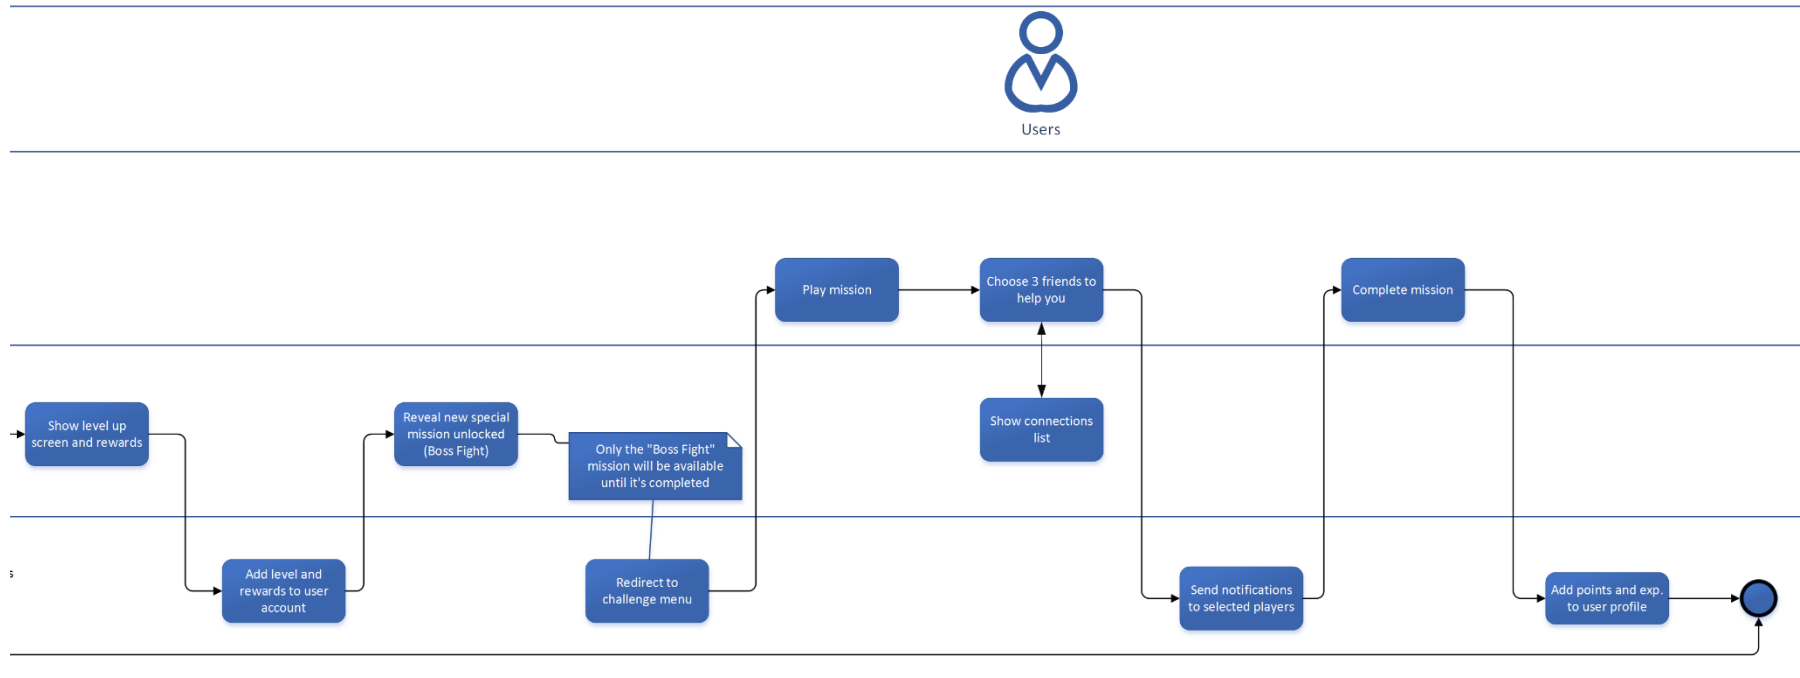 Users
Play mission
Choose 3 friends to
help you
Complete mission
Show level up
screen and rewards
Reveal new special
mission unlocked
(Boss Fight)
Only the "Boss Fight"
mission will be available
until it's completed
Show connections
list
s
Add level and
rewards to user
account
Redirect to
challenge menu
Send notifications
to selected players
Add points and exp.
to user profile